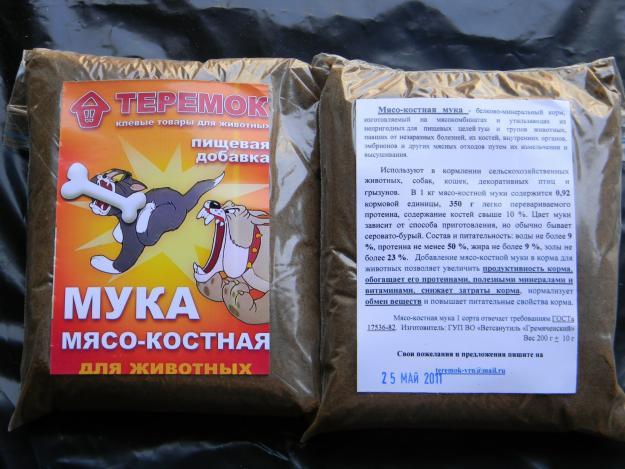 ТЕРЕМОК
клевые товары для животных
пищевая
добавка
МУКА
МЯСО-КОСТНАЯ
для животных
Мясо-костная мука - белково-минеральный корм,
изготовляемый на мясокомбинатах и утильзаводах из
непригодных для пищевых целей туш и трупов животных,
павших от незаразных болезней, из костей, внутренних органов,
эмбрионов и других мясных отходов путем их измельчения и
высушивания.
Используют в кормлении сельскохозяйственных
животных, собак, кошек, декоративных птиц и
грызунов. В 1 кг мясо-костной муки содержится 0,92
кормовой единицы, 350 г легко перевариваемого
протеина, содержание костей свыше 10 %. Цвет муки
зависит от способа приготовления, но обычно бывает
серовато-бурый. Состав и питательность: воды не более 9
%, протеина не менее 50 %, жира не более 9 %, золы не
более 23 %. Добавление мясо-костной муки в корма для
животных позволяет увеличить продуктивность корма,
обогащает его протеинами, полезными минералами и
витаминами, снижает затраты корма, нормализует
обмен веществ и повышает питательные свойства корма.
Мясо-костная мука 1 сорта отвечает требованиям ГОСТа
17536-82. Изготовитель: ГУП ВО «Ветсанутиль «Гремяченский»
Вес 200 г ± 10 г
Свои пожелания и предложения пишите на
teremok-vrn@mail.ru
25 МАЙ 2011